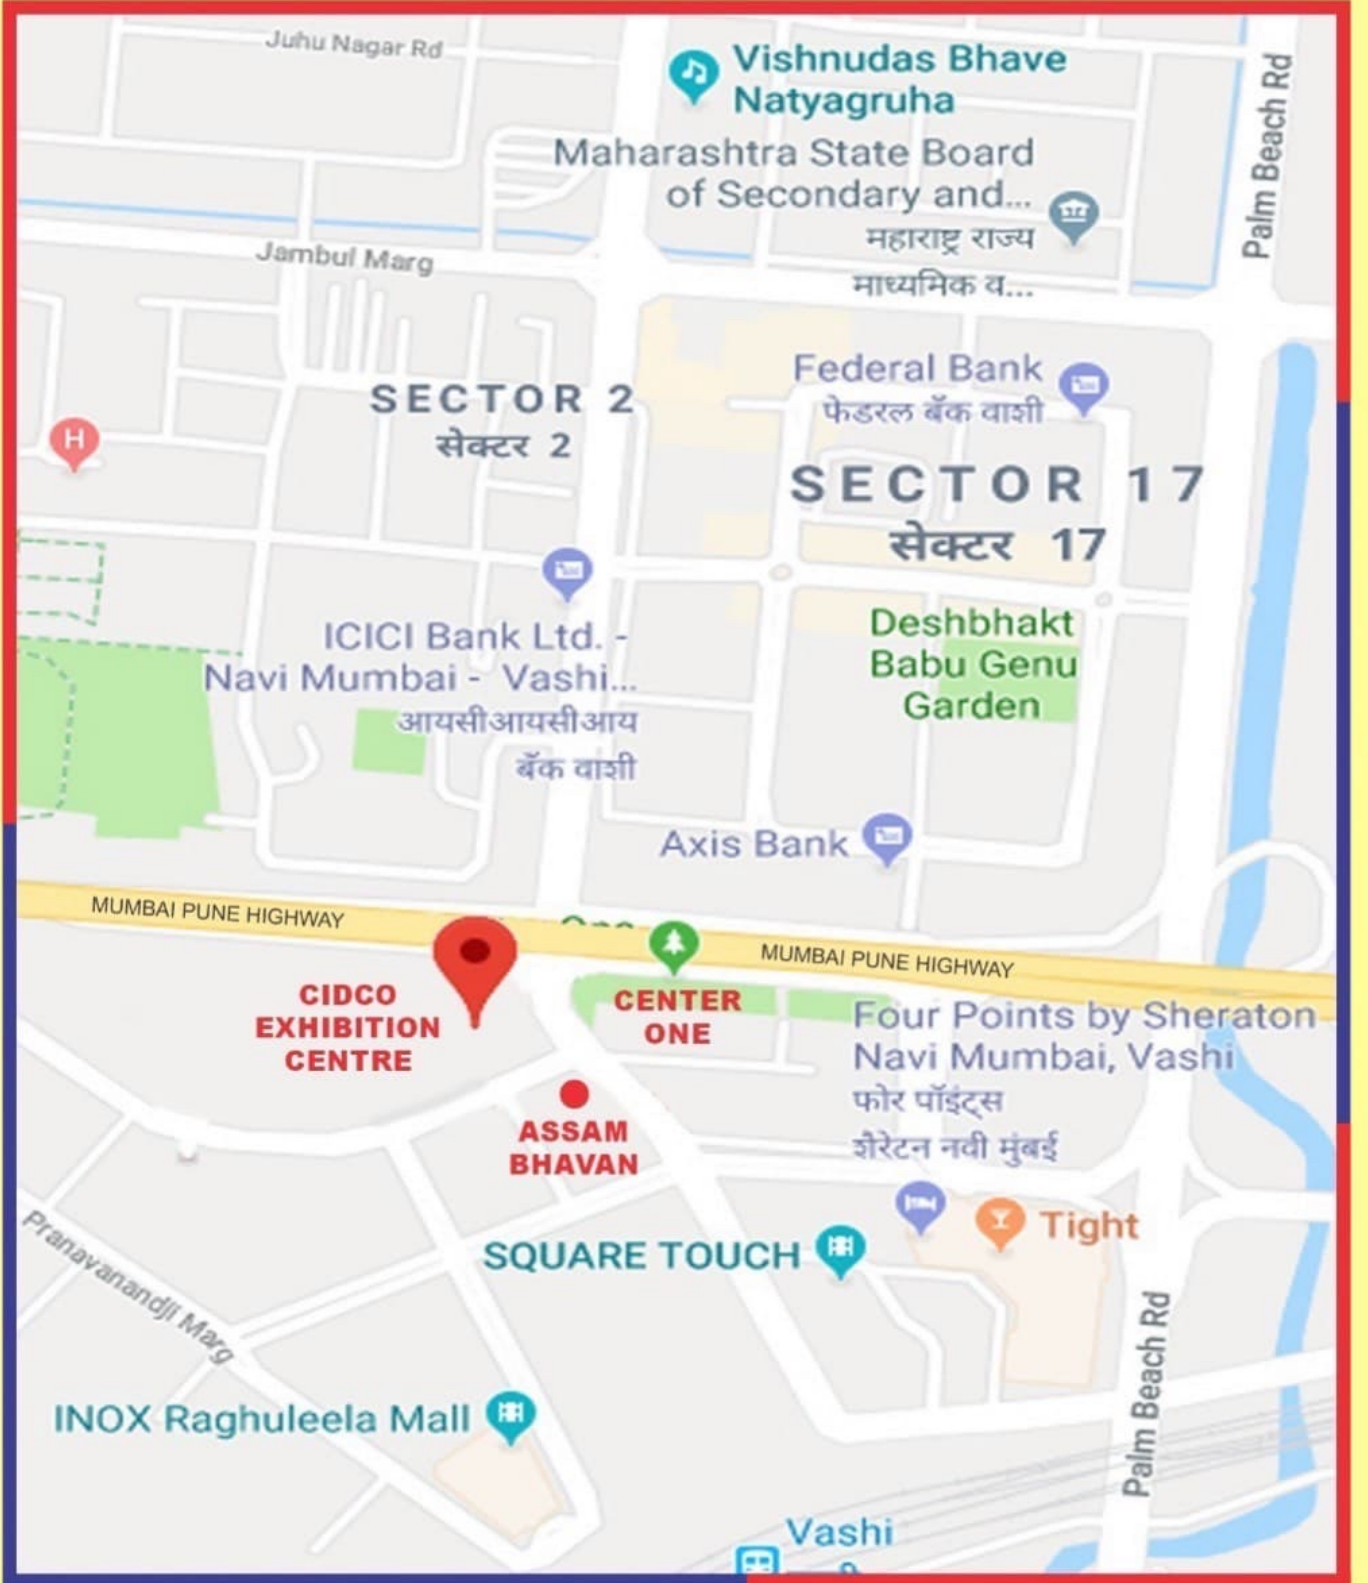 Juhu Nagar Rd
Vishnudas Bhave
Natyagruha
Palm Beach Rd
Maharashtra State Board
of Secondary and...
महाराष्ट्र राज्य
माध्यमिक व...
Jambul Marg
Federal Bank
फेडरल बँक वाशी
SECTOR 2
सेक्टर 2
H
SECTOR 17
सेक्टर 17
ICICI Bank Ltd. -
Navi Mumbai - Vashi...
आयसीआयसीआय
बँक वाशी
Deshbhakt
Babu Genu
Garden
Axis Bank
MUMBAI PUNE HIGHWAY
MUMBAI PUNE HIGHWAY
CIDCO
EXHIBITION
CENTRE
CENTER
ONE
Four Points by Sheraton
Navi Mumbai, Vashi
फोर पॉइंट्स
शेरेटन नवी मुंबई
ASSAM
BHAVAN
Tight
SQUARE TOUCH
Pranavanandji Marg
Palm Beach Rd
INOX Raghuleela Mall
Vashi